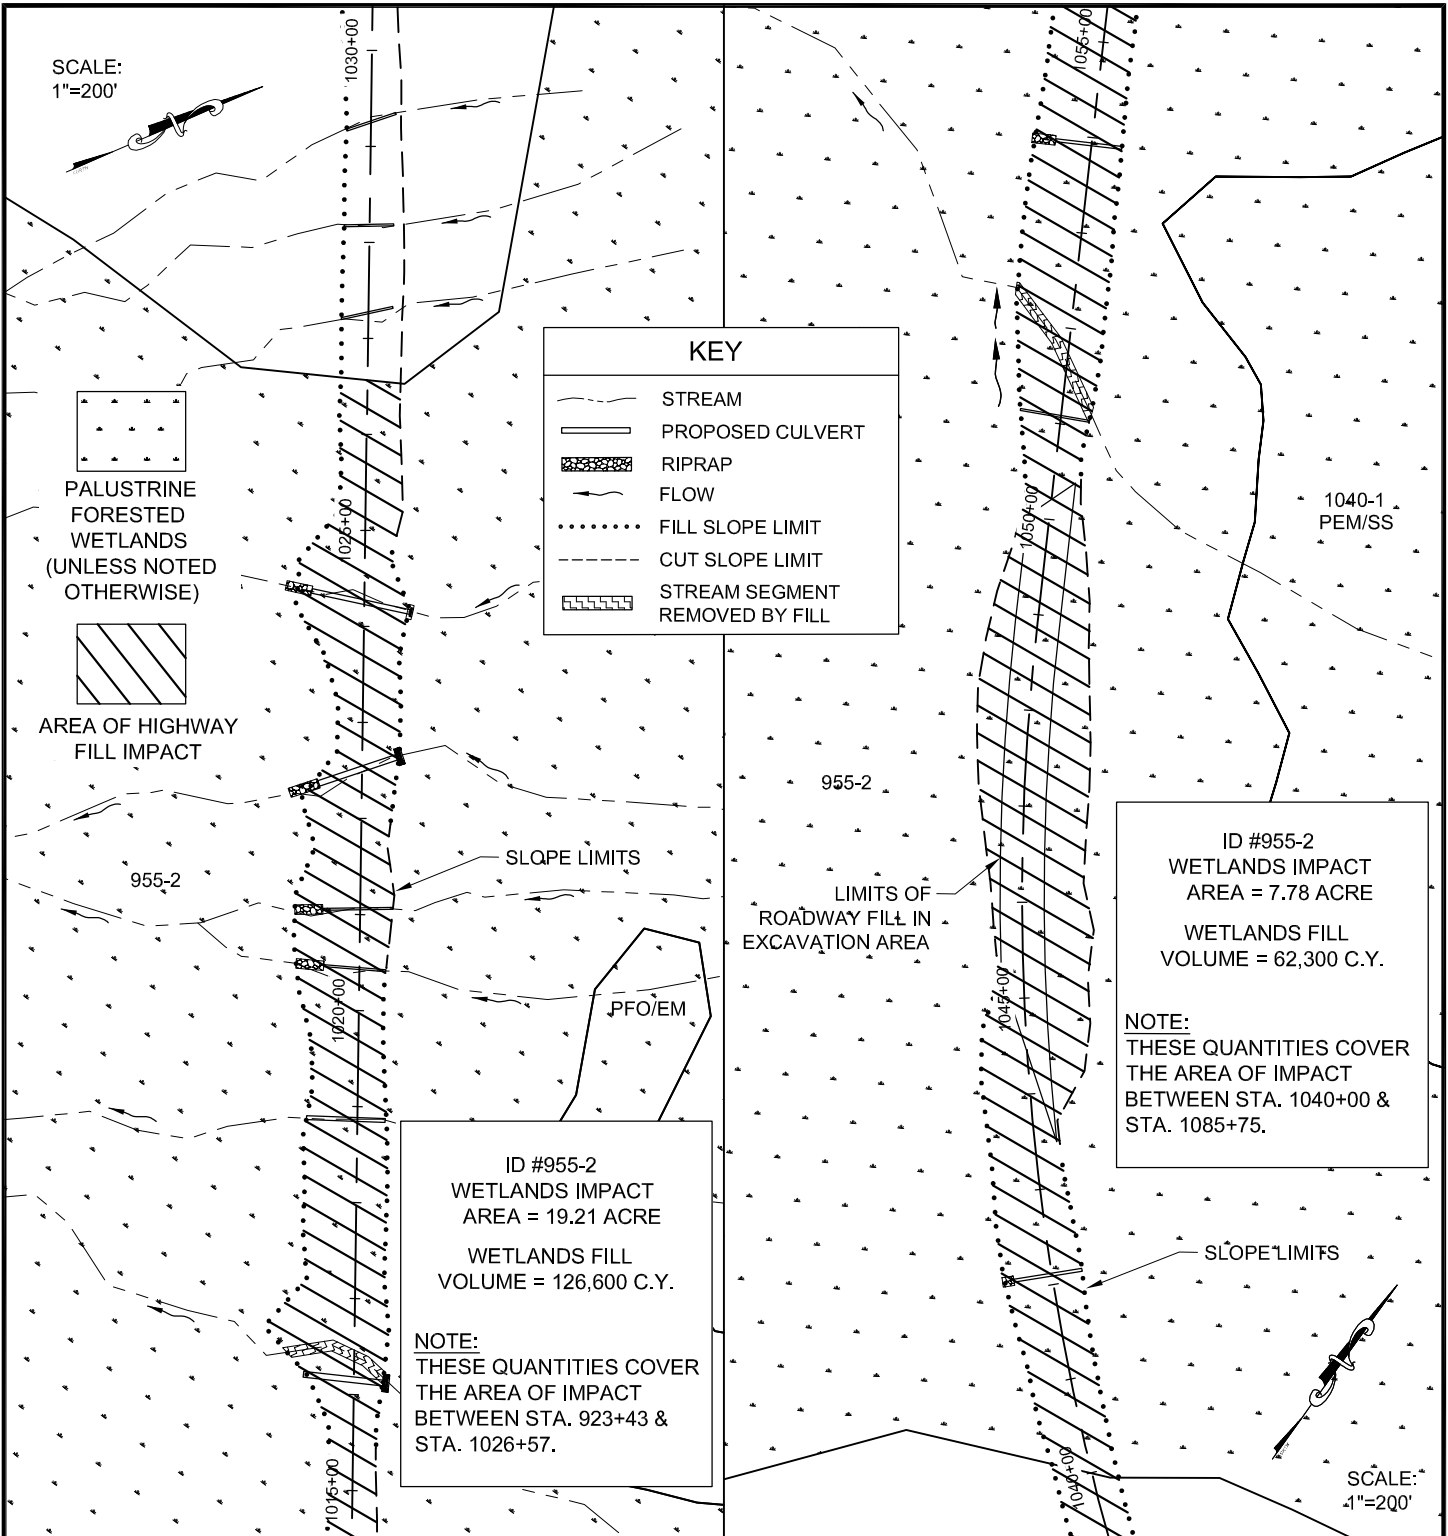 SCALE:
1"=200'
1030+00
1025+00
1020+00
1015+00
PALUSTRINE
FORESTED
WETLANDS
(UNLESS NOTED
OTHERWISE)
AREA OF HIGHWAY
FILL IMPACT
955-2
SLOPE LIMITS
PFO/EM
ID #955-2
WETLANDS IMPACT
AREA = 19.21 ACRE
WETLANDS FILL
VOLUME = 126,600 C.Y.
NOTE:
THESE QUANTITIES COVER
THE AREA OF IMPACT
BETWEEN STA. 923+43 &
STA. 1026+57.
KEY
STREAM
PROPOSED CULVERT
RIPRAP
FLOW
FILL SLOPE LIMIT
CUT SLOPE LIMIT
STREAM SEGMENT
REMOVED BY FILL
1055+00
1050+00
1045+00
1040+00
1040-1
PEM/SS
955-2
LIMITS OF
ROADWAY FILL IN
EXCAVATION AREA
ID #955-2
WETLANDS IMPACT
AREA = 7.78 ACRE
WETLANDS FILL
VOLUME = 62,300 C.Y.
NOTE:
THESE QUANTITIES COVER
THE AREA OF IMPACT
BETWEEN STA. 1040+00 &
STA. 1085+75.
SLOPE LIMITS
SCALE:
1"=200'